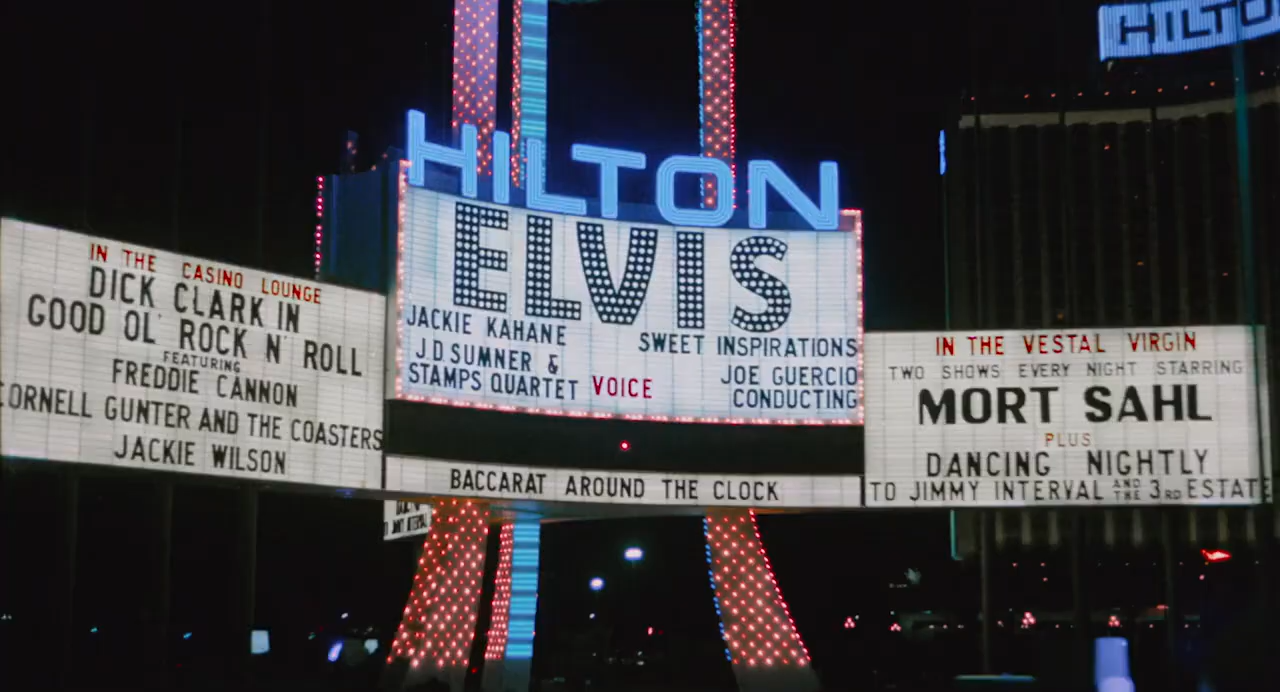 HILTON
HILTON
ELVIS
JACKIE KAHANE
J.D SUMNER &
STAMPS QUARTET
VOICE
SWEET INSPIRATIONS
JOE GUERCIO
CONDUCTING
BACCARAT AROUND THE CLOCK
IN THE CASINO LOUNGE
DICK CLARK IN
GOOD OL' ROCK N' ROLL
FEATURING
FREDDIE CANNON
CORNELL GUNTER AND THE COASTERS
JACKIE WILSON
IN THE VESTAL VIRGIN
TWO SHOWS EVERY NIGHT STARRING
MORT SAHL
PLUS
DANCING NIGHTLY
TO JIMMY INTERVAL AND THE 3RD ESTATE